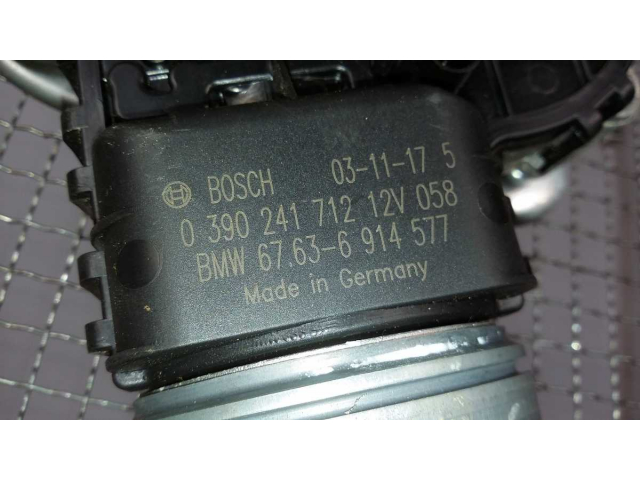 BOSCH 03-11-17 5
0 390 241 712 12V 058
BMW 67.63-6 914 577
Made in Germany